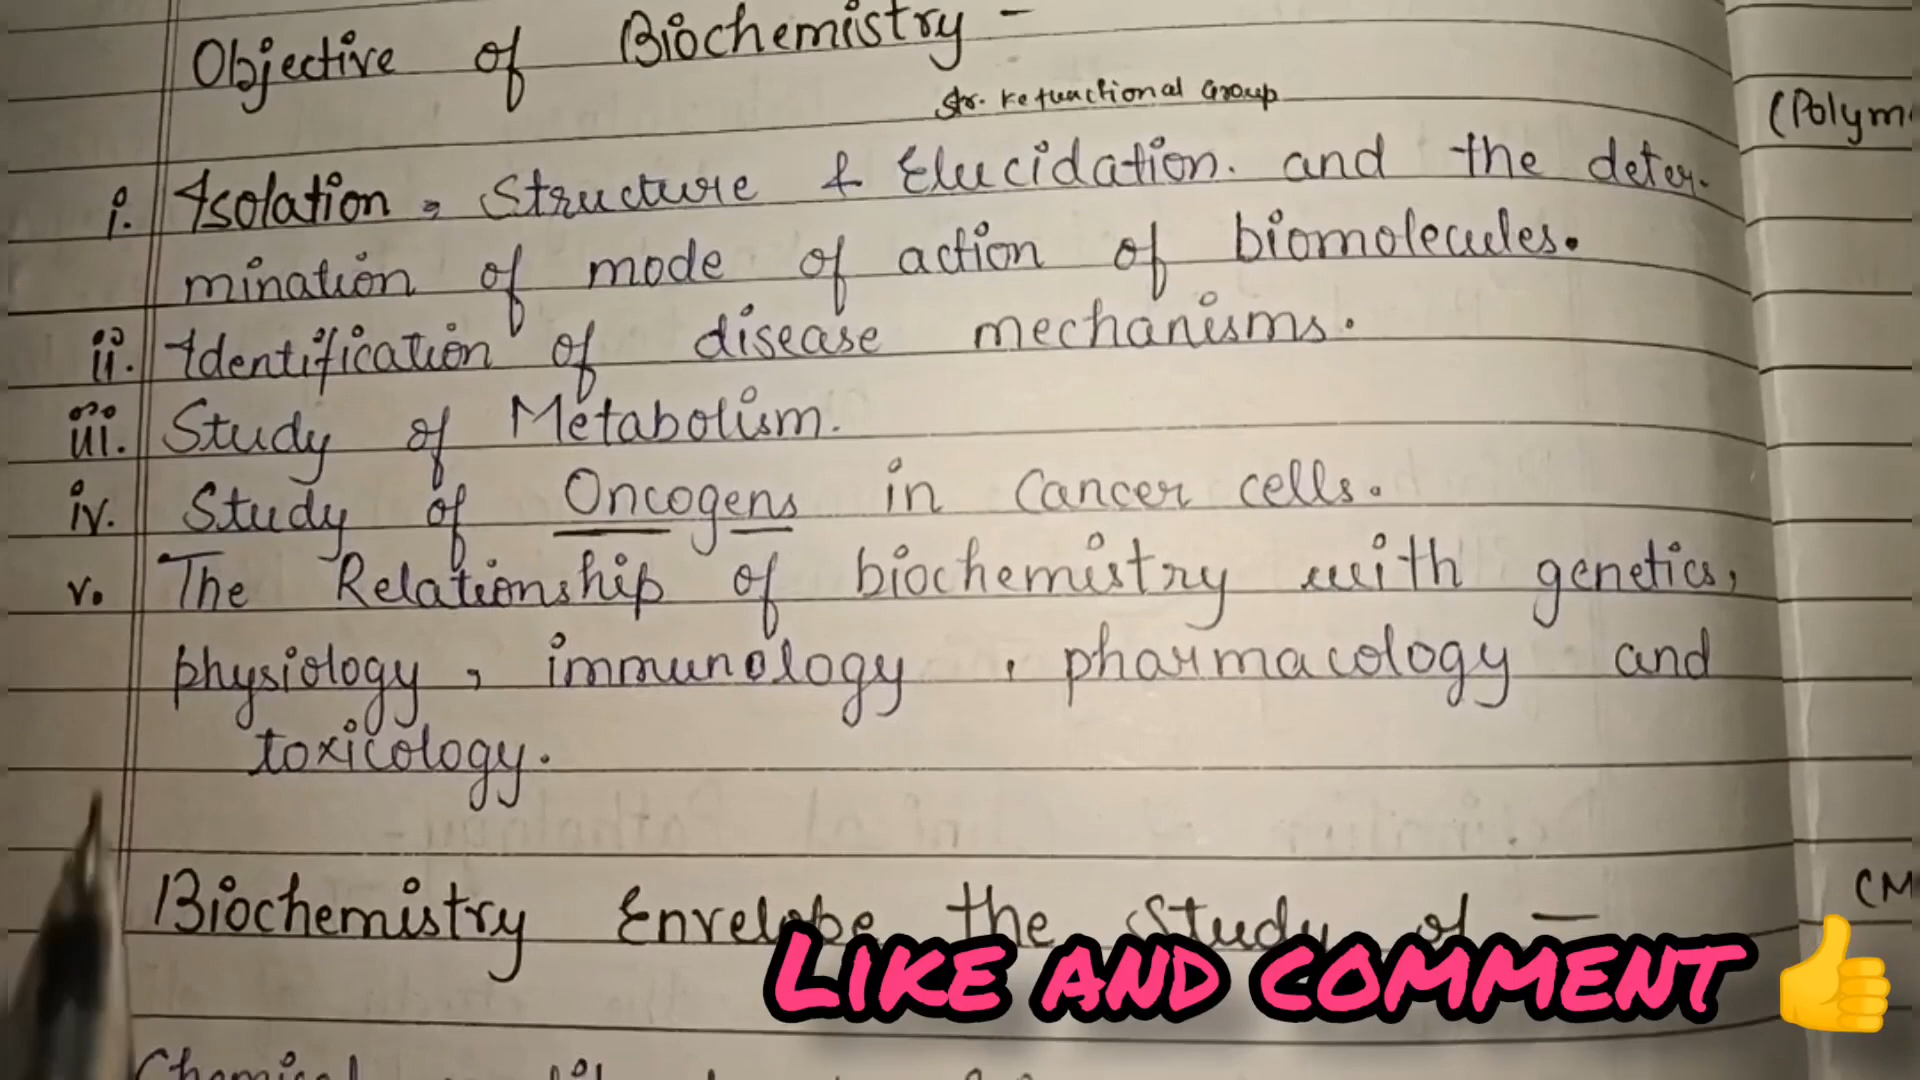 Objective of Biochemistry -
Str. ke functional Group
(Polym
i. Isolation, Structure & Elucidation. and the deter-
mination of mode of action of biomolecules.
ii. Identification of disease mechanisms.
iii. Study of Metabolism.
iv. Study of Oncogens in Cancer cells.
v. The Relationship of biochemistry with genetics,
physiology, immunology, pharmacology and
toxicology.
Biochemistry Envelope the study of -
(M
LIKE AND COMMENT 👍
Chemical